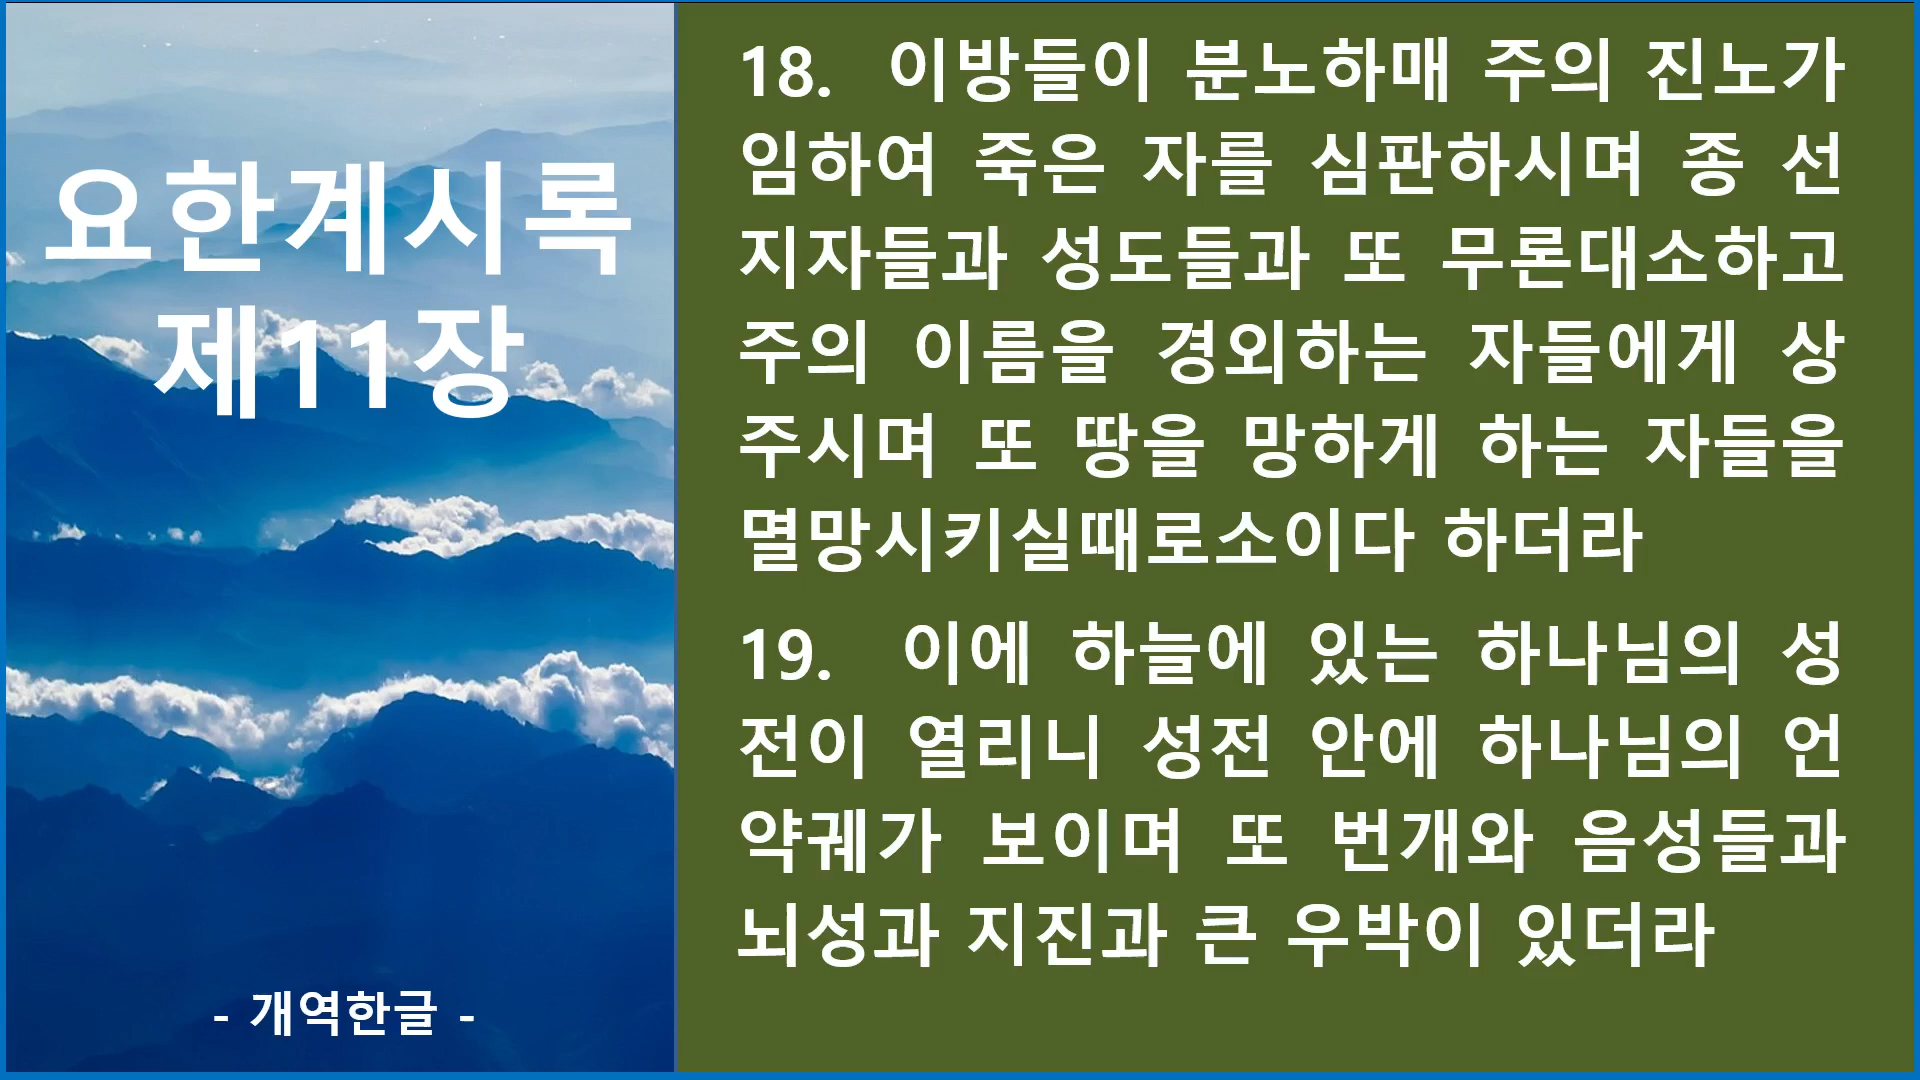 요한계시록
제11장
- 개역한글 -
18. 이방들이 분노하매 주의 진노가
임하여 죽은 자를 심판하시며 종 선
지자들과 성도들과 또 무론대소하고
주의 이름을 경외하는 자들에게 상
주시며 또 땅을 망하게 하는 자들을
멸망시키실때로소이다 하더라
19. 이에 하늘에 있는 하나님의 성
전이 열리니 성전 안에 하나님의 언
약궤가 보이며 또 번개와 음성들과
뇌성과 지진과 큰 우박이 있더라